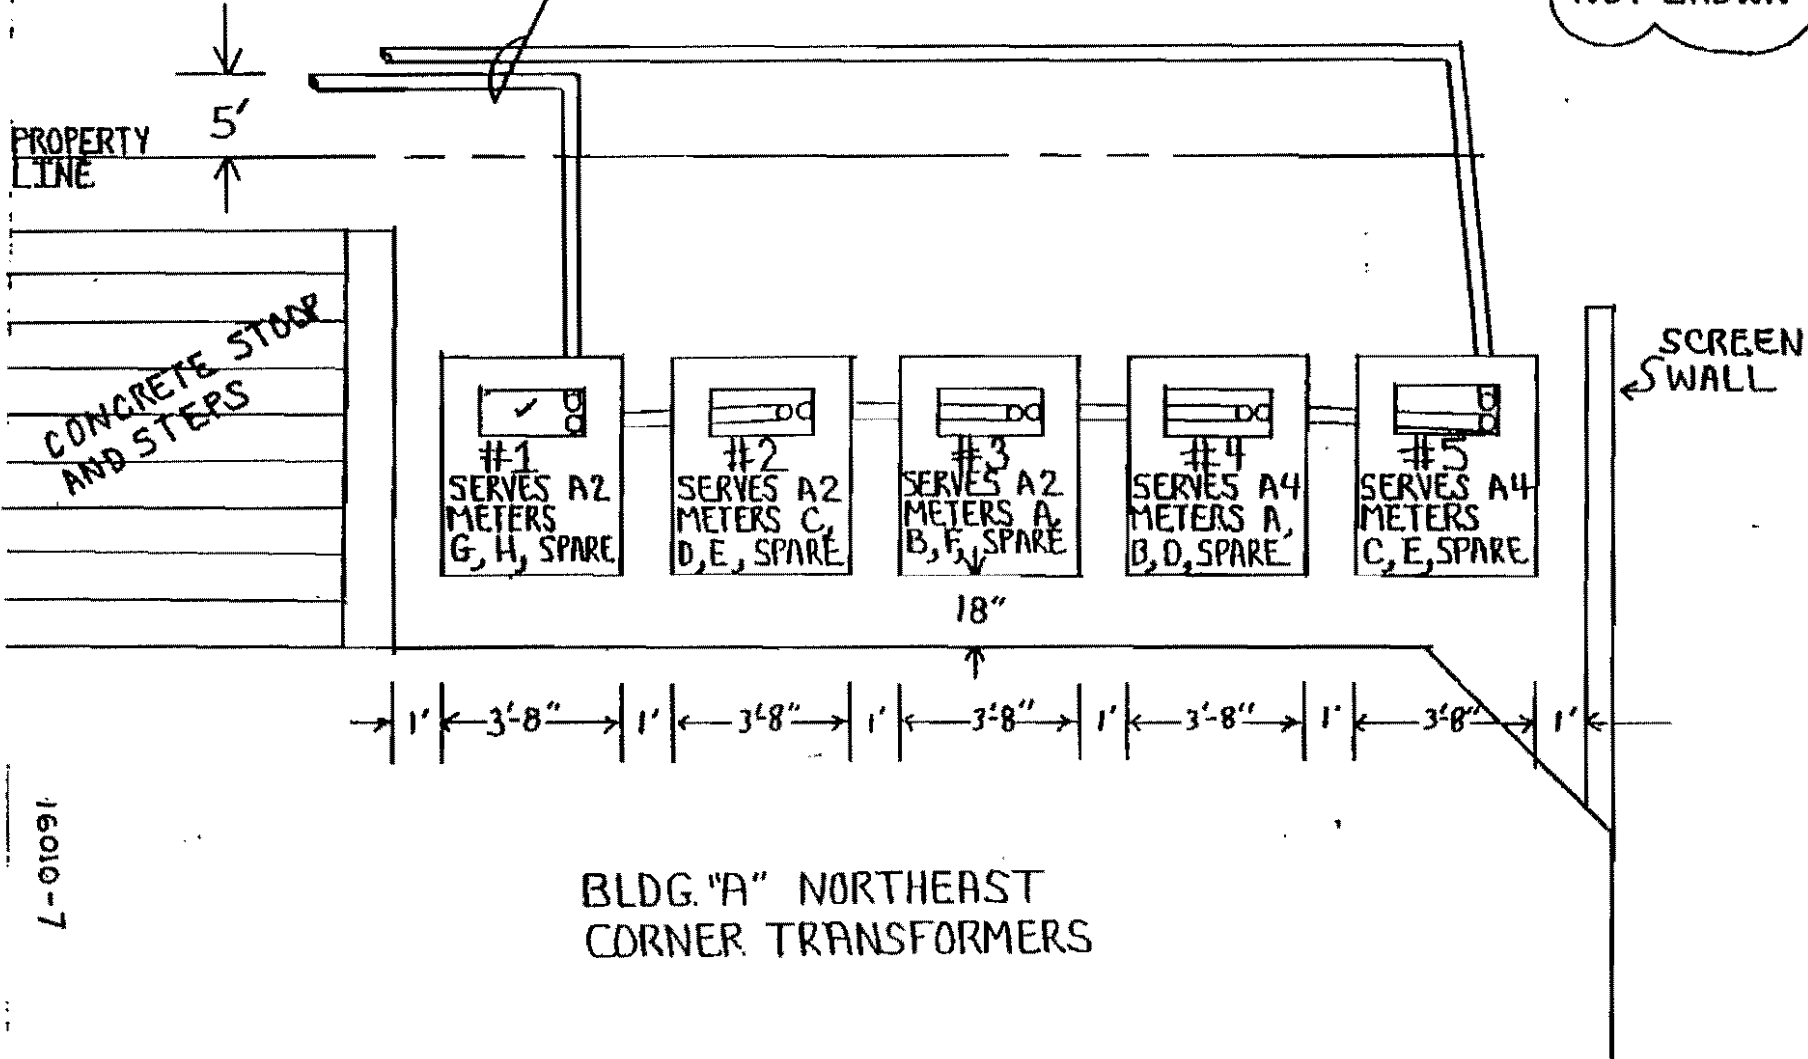 5'
PROPERTY
LINE
CONCRETE STOOP
AND STEPS
SCREEN
WALL
#1
SERVES A2
METERS
G, H, SPARE
#2
SERVES A2
METERS C,
D, E, SPARE
#3
SERVES A2
METERS A,
B, F, SPARE
#4
SERVES A4
METERS A,
B, D, SPARE
#5
SERVES A4
METERS
C, E, SPARE
18"
1' 3'-8" 1' 3'-8" 1' 3'-8" 1' 3'-8" 1' 3'-8" 1'
16010-7
BLDG. "A" NORTHEAST
CORNER TRANSFORMERS